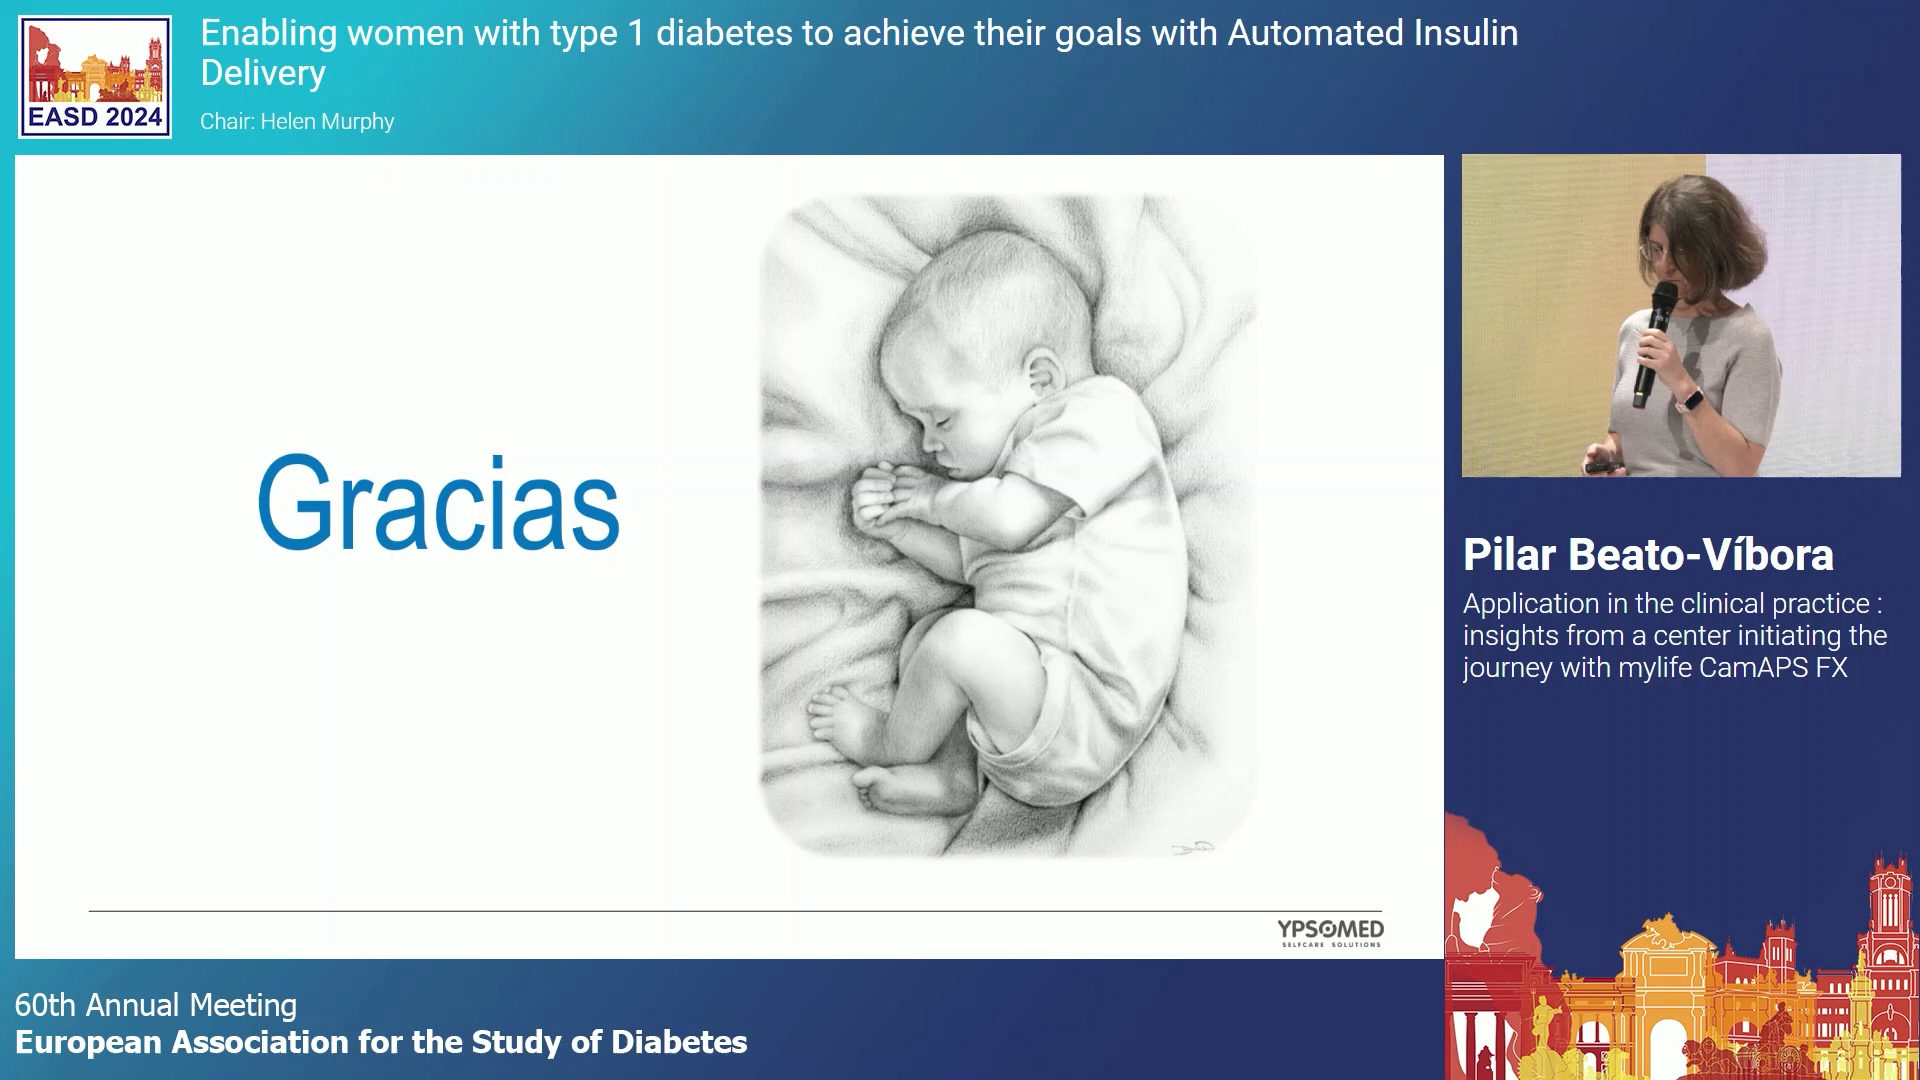 Enabling women with type 1 diabetes to achieve their goals with Automated Insulin
Delivery
Chair: Helen Murphy
EASD 2024
Gracias
YPSOMED
SELFCARE SOLUTIONS
Pilar Beato-Víbora
Application in the clinical practice :
insights from a center initiating the
journey with mylife CamAPS FX
60th Annual Meeting
European Association for the Study of Diabetes